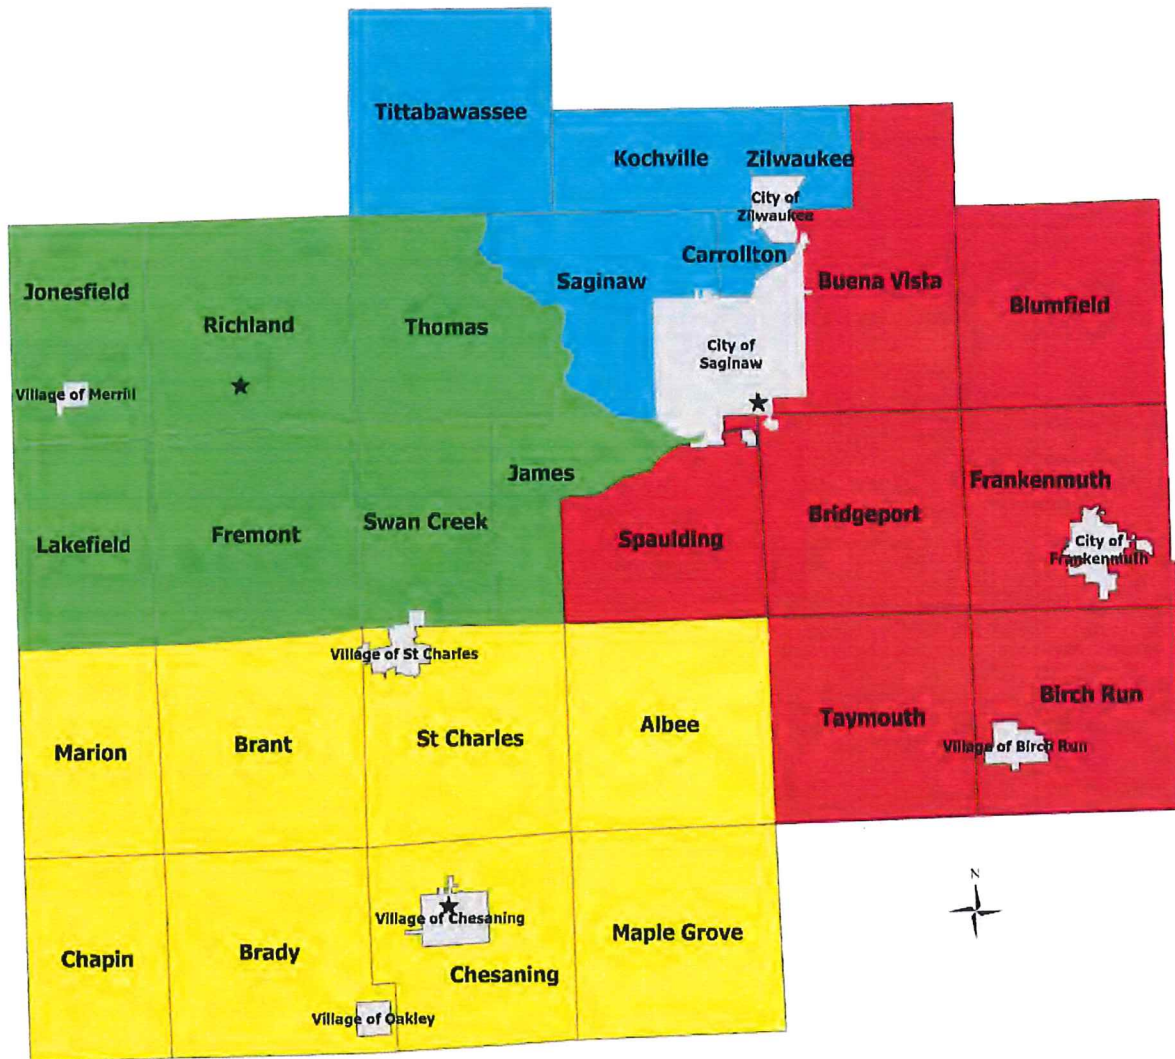 Tittabawassee
Kochville
Zilwaukee
City of
Zilwaukee
Carrollton
Saginaw
Buena Vista
Blumfield
Jonesfield
Richland
Thomas
City of
Saginaw
Village of Merrill
James
Frankenmuth
Lakefield
Fremont
Swan Creek
Spaulding
Bridgeport
City of
Frankenmuth
Village of St Charles
Marion
Brant
St Charles
Albee
Taymouth
Birch Run
Village of Birch Run
N
Village of Chesaning
Chapin
Brady
Chesaning
Maple Grove
Village of Oakley